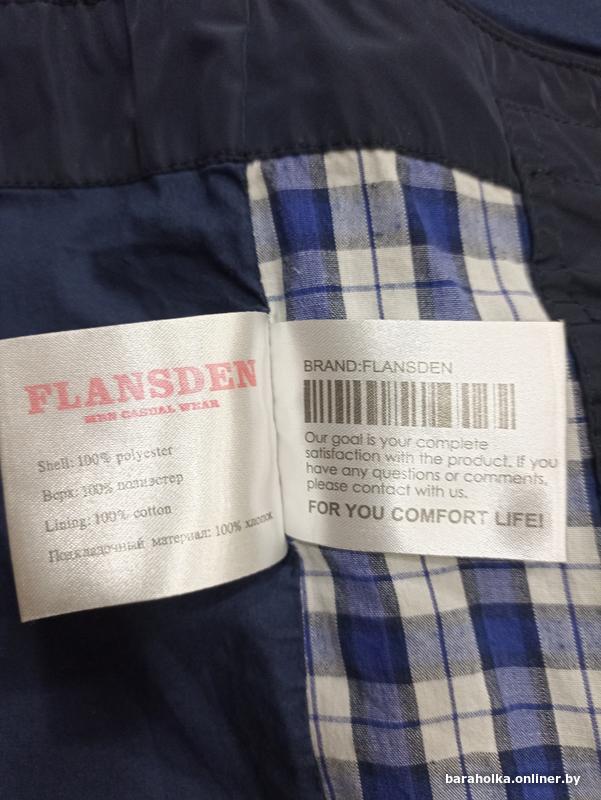 FLANSDEN
MEN CASUAL WEAR
Shell: 100% polyester
Верх: 100% полиэстер
Lining: 100% cotton
Подкладочный материал: 100% хлопок
BRAND:FLANSDEN
Our goal is your complete
satisfaction with the product. If you
have any questions or comments,
please contact with us.
FOR YOU COMFORT LIFE!
baraholka.onliner.by